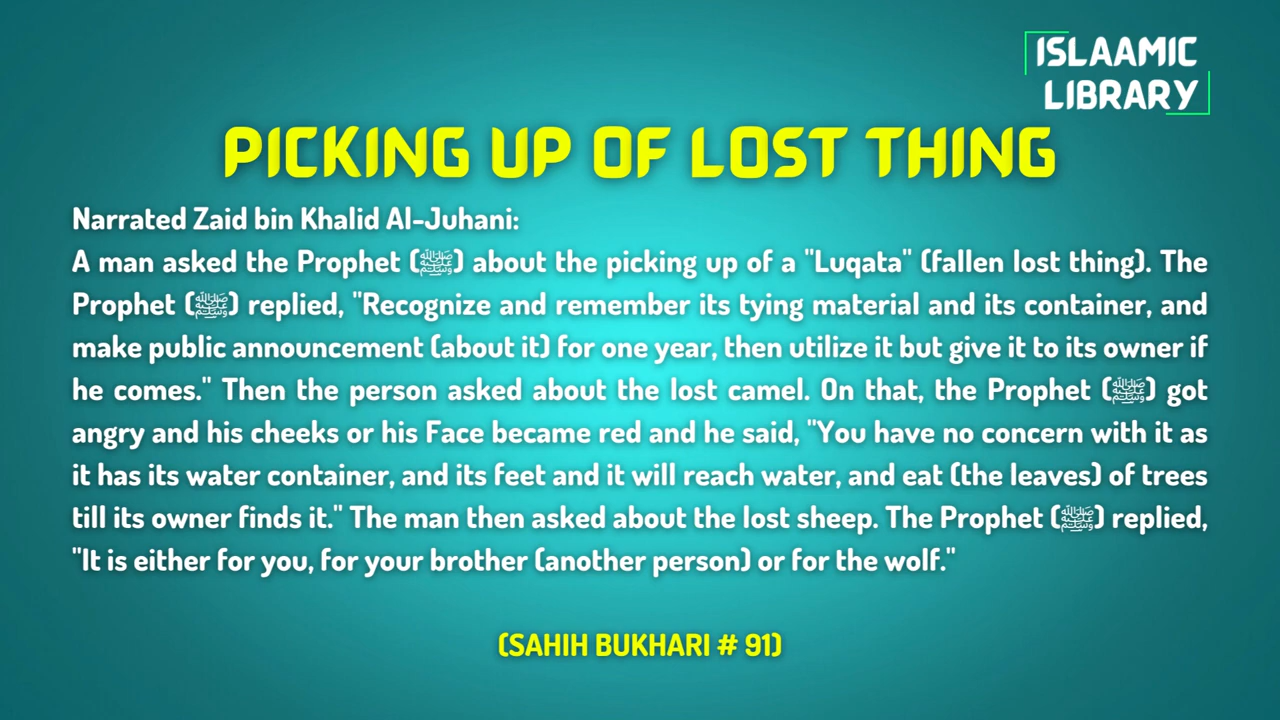 ISLAAMIC
LIBRARY
PICKING UP OF LOST THING
Narrated Zaid bin Khalid Al-Juhani:
A man asked the Prophet (ﷺ) about the picking up of a "Luqata" (fallen lost thing). The
Prophet (ﷺ) replied, "Recognize and remember its tying material and its container, and
make public announcement (about it) for one year, then utilize it but give it to its owner if
he comes." Then the person asked about the lost camel. On that, the Prophet (ﷺ) got
angry and his cheeks or his Face became red and he said, "You have no concern with it as
it has its water container, and its feet and it will reach water, and eat (the leaves) of trees
till its owner finds it." The man then asked about the lost sheep. The Prophet (ﷺ) replied,
"It is either for you, for your brother (another person) or for the wolf."
(SAHIH BUKHARI # 91)